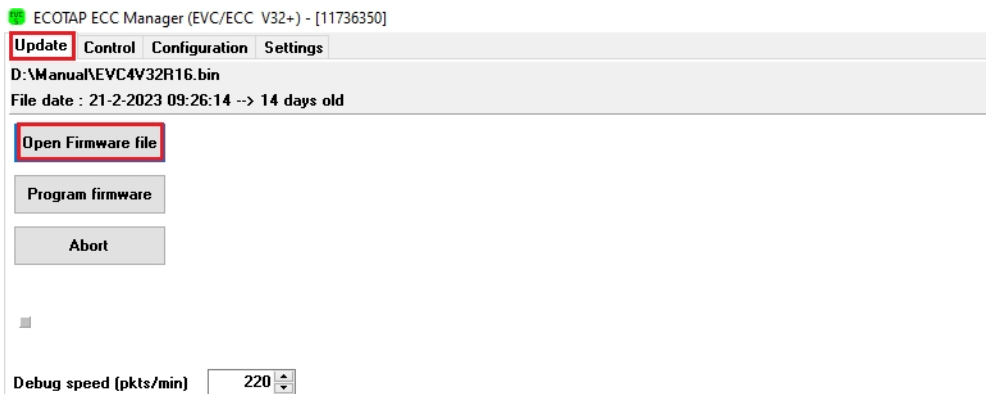 ECOTAP ECC Manager (EVC/ECC V32+) - [11736350]
Update Control Configuration Settings
D:\Manual\EVC4V32R16.bin
File date : 21-2-2023 09:26:14 --> 14 days old
Open Firmware file
Program firmware
Abort
Debug speed (pkts/min) 220